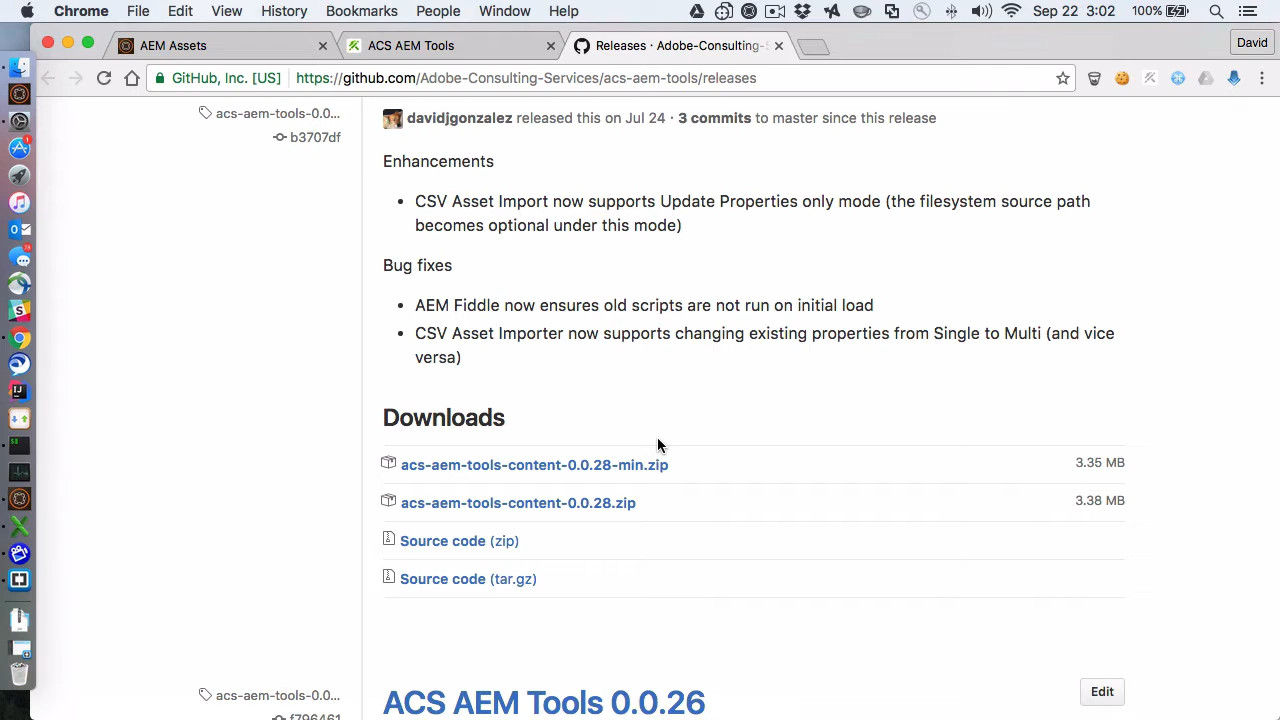 Chrome File Edit View History Bookmarks People Window Help Sep 22 3:02 100%
AEM Assets ACS AEM Tools Releases · Adobe-Consulting-S David
GitHub, Inc. [US] https://github.com/Adobe-Consulting-Services/acs-aem-tools/releases
acs-aem-tools-0.0...
b3707df
davidjgonzalez released this on Jul 24 · 3 commits to master since this release
Enhancements
• CSV Asset Import now supports Update Properties only mode (the filesystem source path
becomes optional under this mode)
Bug fixes
• AEM Fiddle now ensures old scripts are not run on initial load
• CSV Asset Importer now supports changing existing properties from Single to Multi (and vice
versa)
Downloads
acs-aem-tools-content-0.0.28-min.zip 3.35 MB
acs-aem-tools-content-0.0.28.zip 3.38 MB
Source code (zip)
Source code (tar.gz)
acs-aem-tools-0.0...
f796461
ACS AEM Tools 0.0.26
Edit